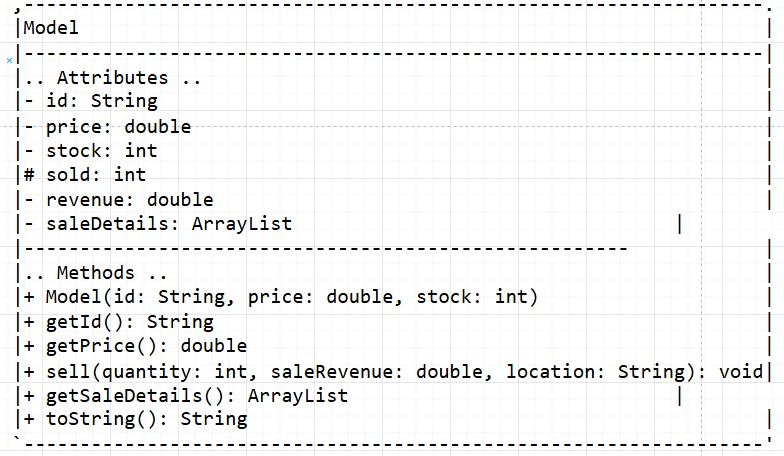 ,------------------------------------------------------------------.
|Model                                                             |
|------------------------------------------------------------------|
|.. Attributes ..                                                  |
|- id: String                                                      |
|- price: double                                                   |
|- stock: int                                                      |
|# sold: int                                                       |
|- revenue: double                                                 |
|- saleDetails: ArrayList                                  |
|------------------------------------------------------            |
|.. Methods ..                                                     |
|+ Model(id: String, price: double, stock: int)                    |
|+ getId(): String                                                 |
|+ getPrice(): double                                              |
|+ sell(quantity: int, saleRevenue: double, location: String): void|
|+ getSaleDetails(): ArrayList                             |
|+ toString(): String                                              |
`------------------------------------------------------------------'